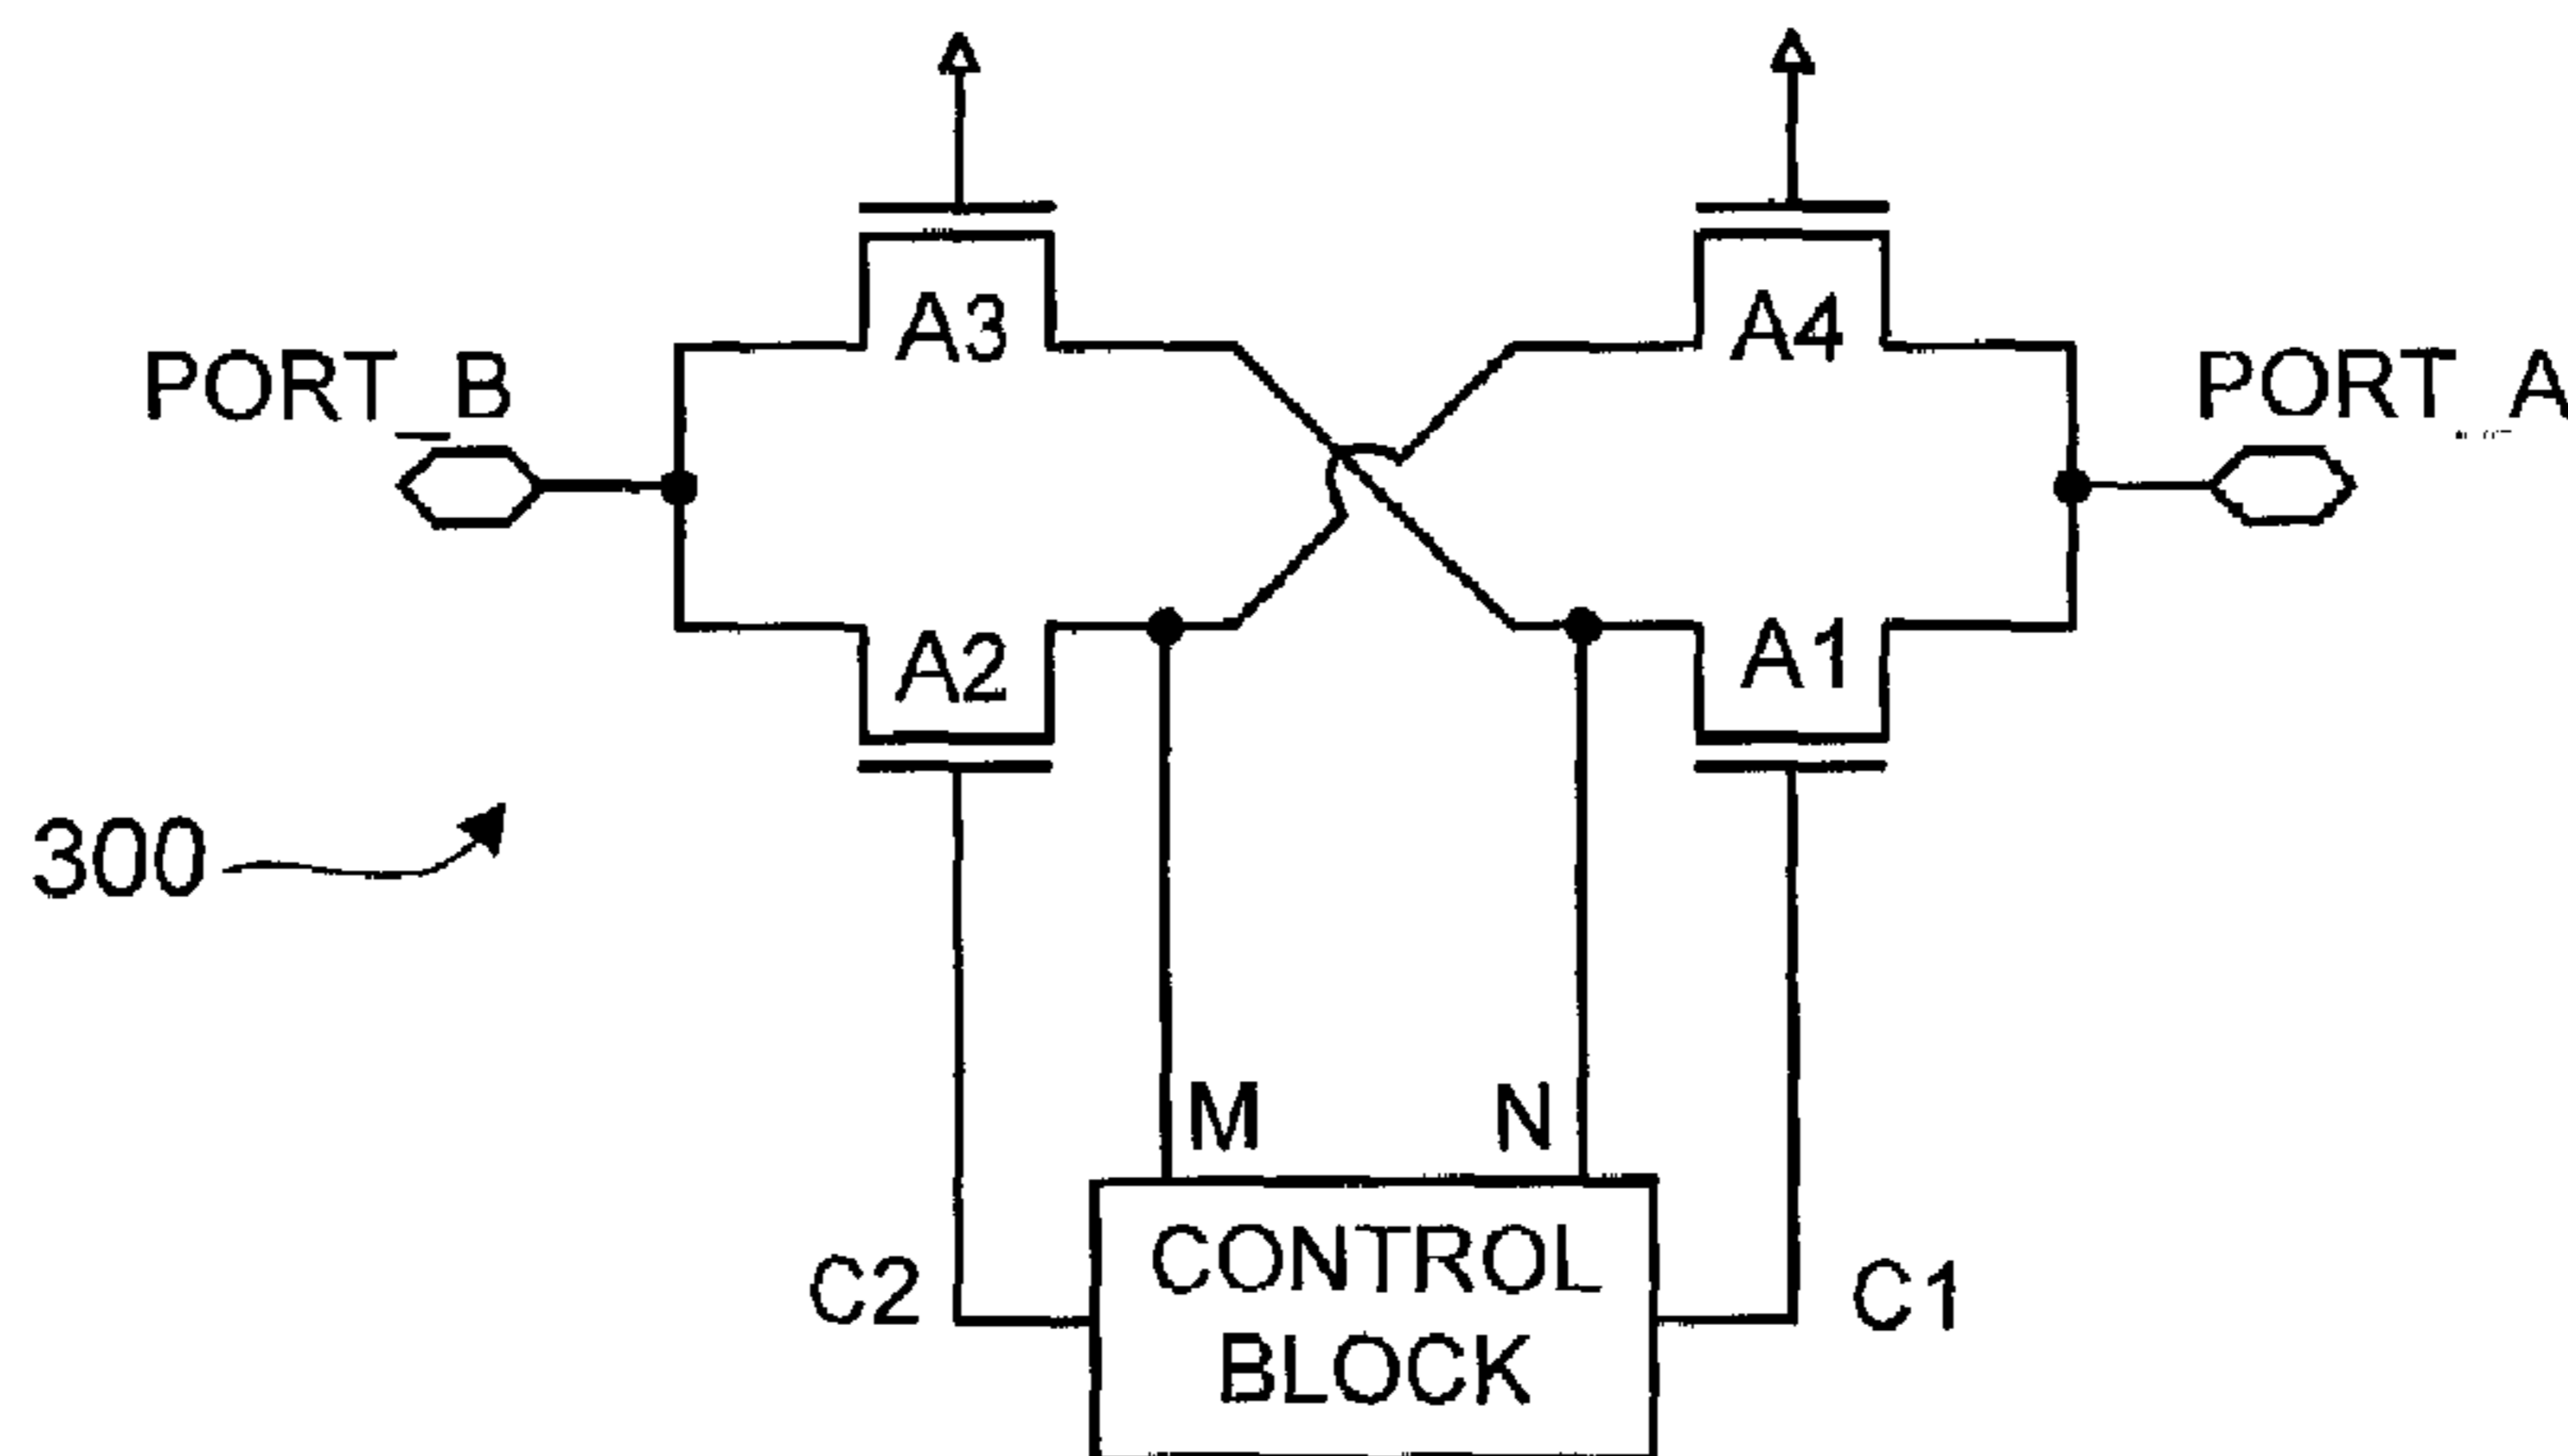 A3
A4
PORT_B
PORT_A
A2
A1
300
M
N
C2
CONTROL
BLOCK
C1